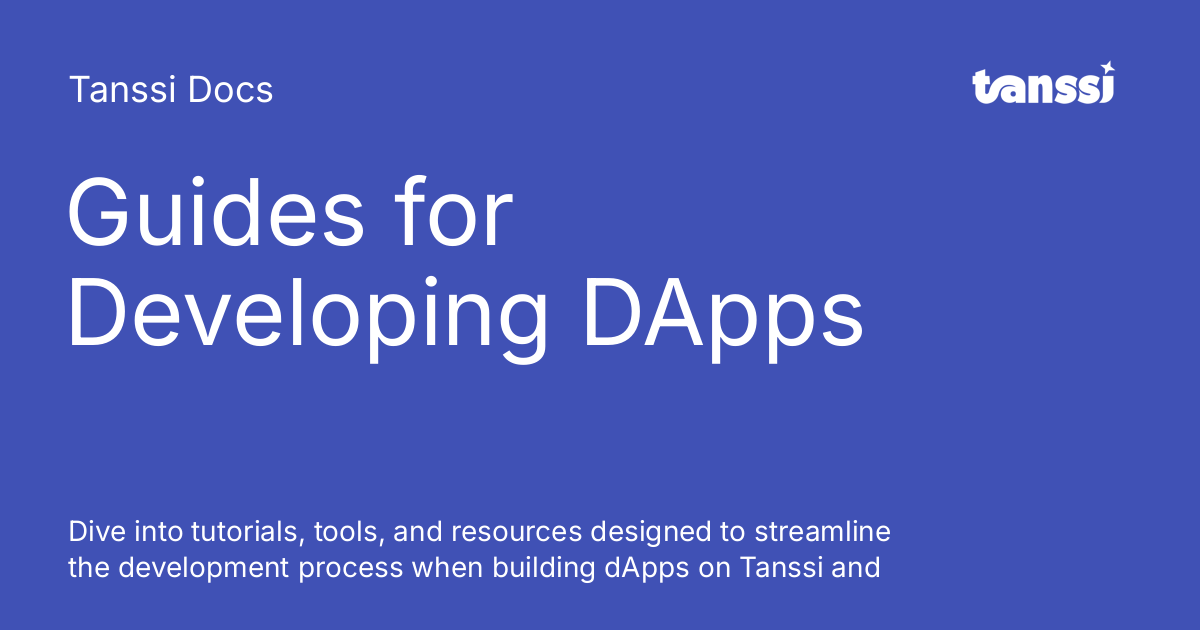 Tanssi Docs
tanssi
Guides for
Developing DApps
Dive into tutorials, tools, and resources designed to streamline
the development process when building dApps on Tanssi and